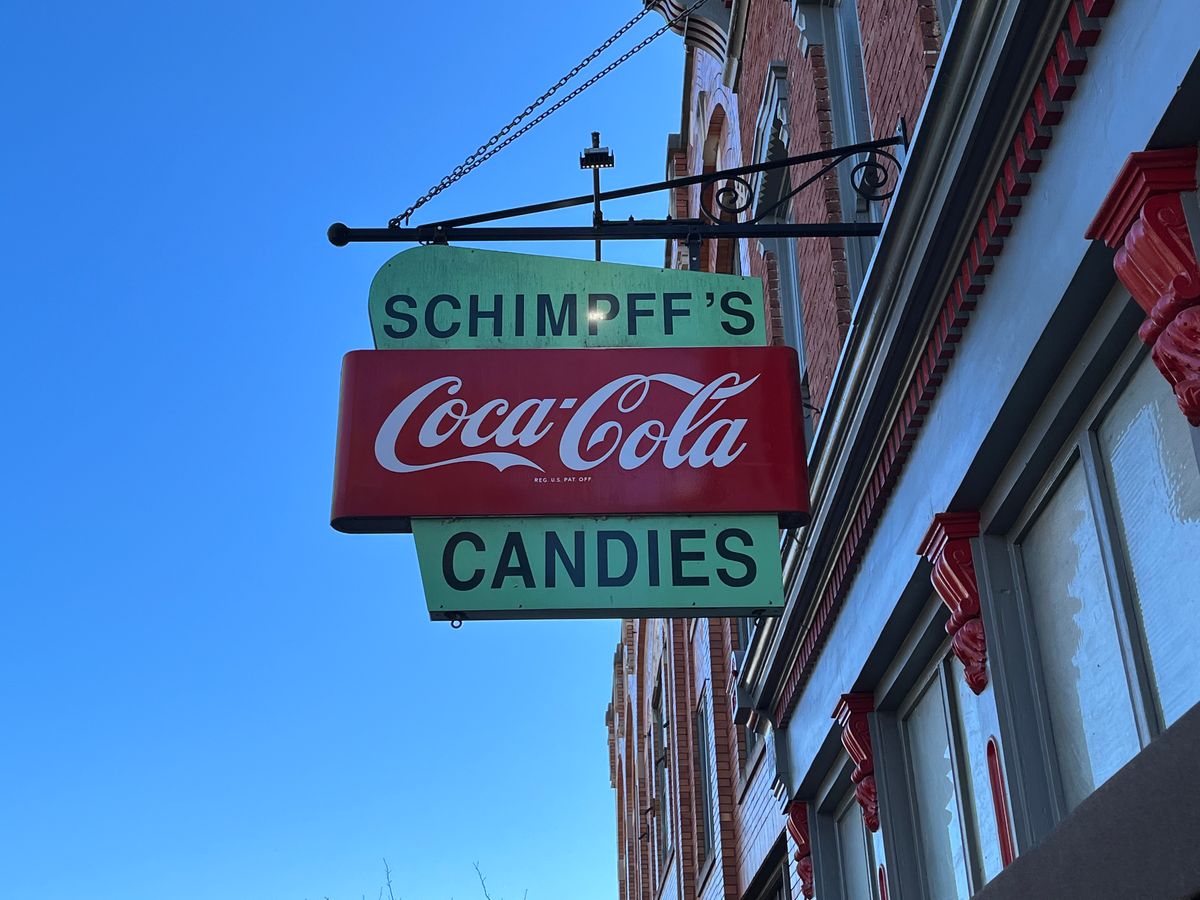 SCHIMPFF'S
Coca-Cola
REG. U.S. PAT. OFF
CANDIES